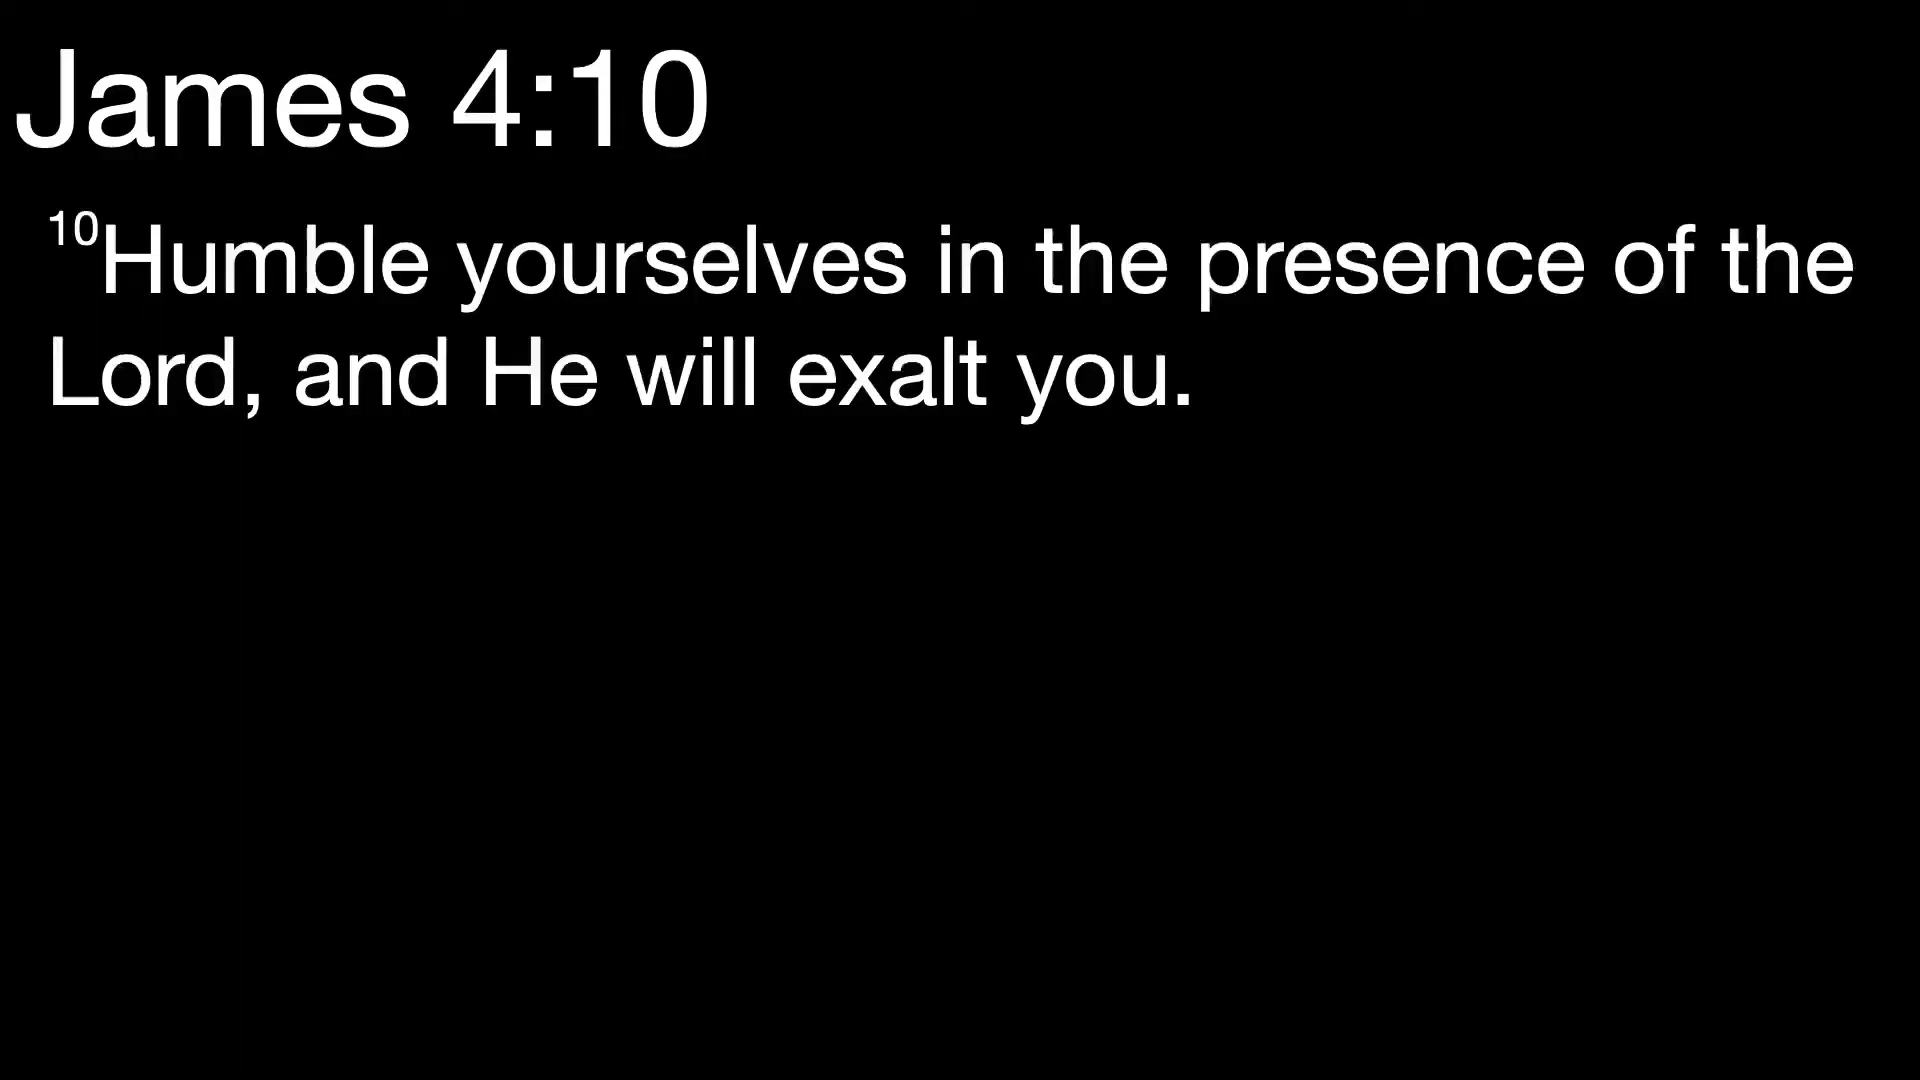 James 4:10
10Humble yourselves in the presence of the
Lord, and He will exalt you.